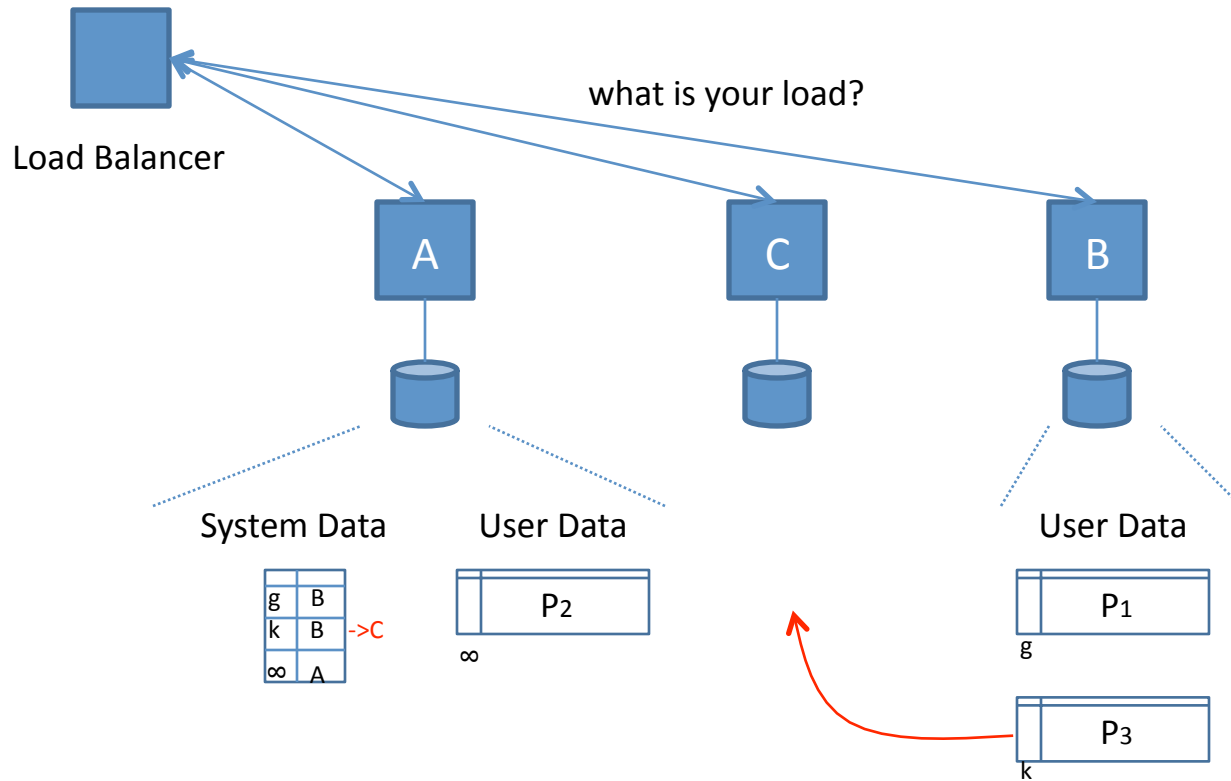 what is your load?
Load Balancer
A
C
B
System Data
User Data
User Data
g B
k B ->C
∞ A
P2
∞
P1
g
P3
k